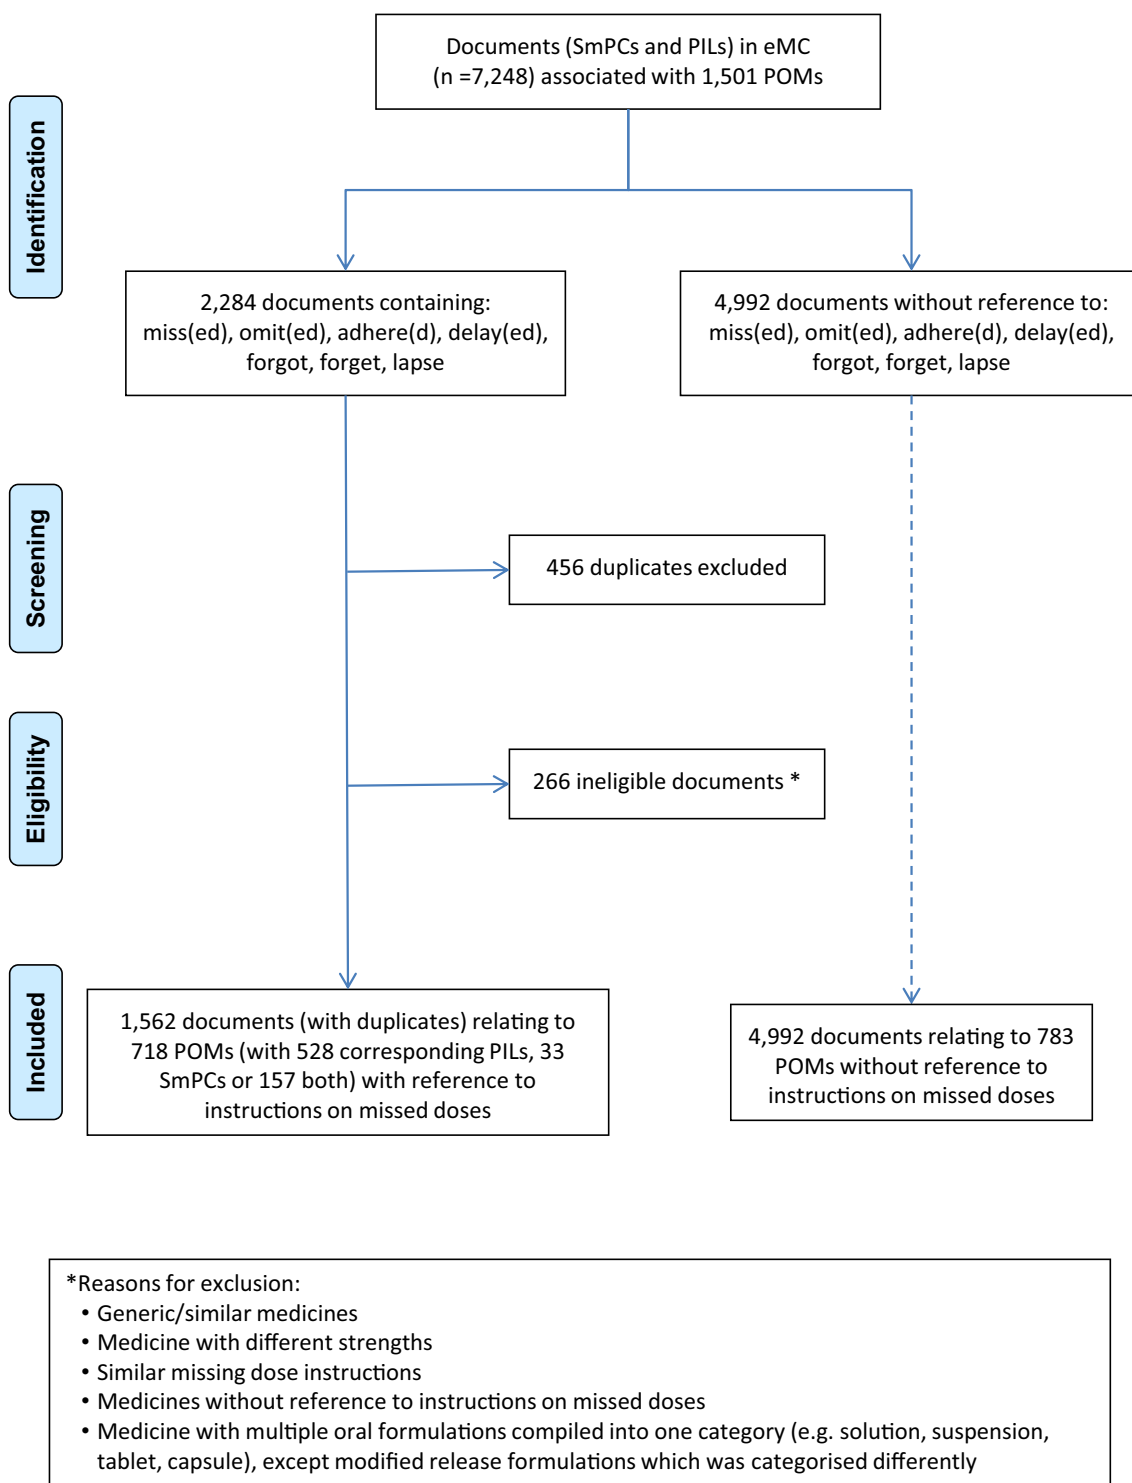 Documents (SmPCs and PILs) in eMC
(n =7,248) associated with 1,501 POMs
Identification
2,284 documents containing:
miss(ed), omit(ed), adhere(d), delay(ed),
forgot, forget, lapse
4,992 documents without reference to:
miss(ed), omit(ed), adhere(d), delay(ed),
forgot, forget, lapse
Screening
456 duplicates excluded
Eligibility
266 ineligible documents *
Included
1,562 documents (with duplicates) relating to
718 POMs (with 528 corresponding PILs, 33
SmPCs or 157 both) with reference to
instructions on missed doses
4,992 documents relating to 783
POMs without reference to
instructions on missed doses
*Reasons for exclusion:
• Generic/similar medicines
• Medicine with different strengths
• Similar missing dose instructions
• Medicines without reference to instructions on missed doses
• Medicine with multiple oral formulations compiled into one category (e.g. solution, suspension,
tablet, capsule), except modified release formulations which was categorised differently